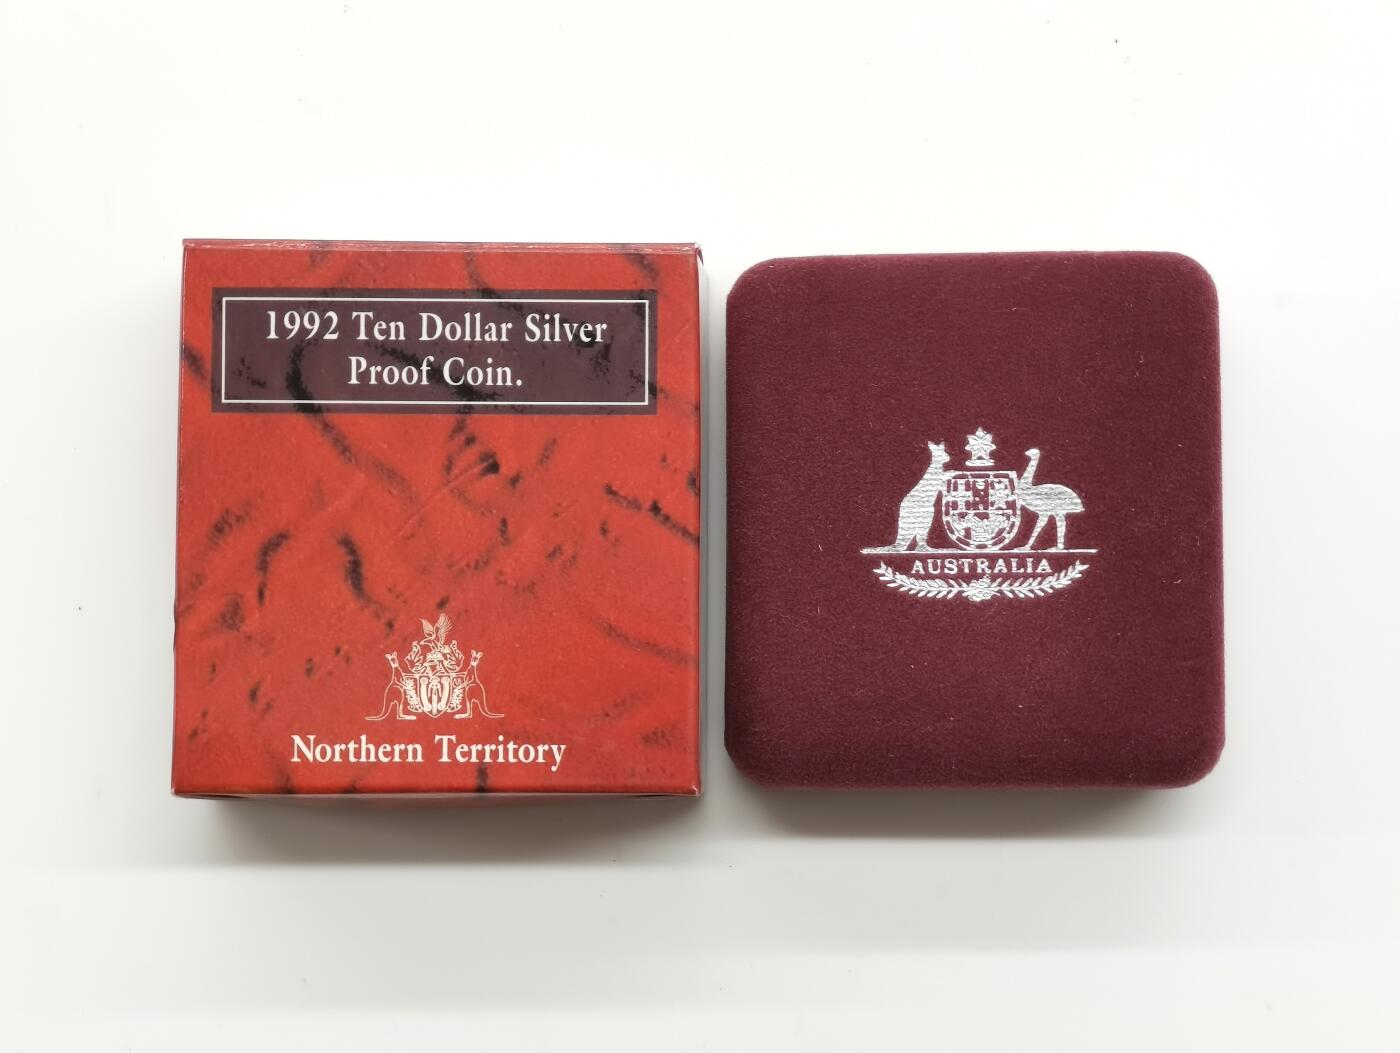 1992 Ten Dollar Silver
Proof Coin.
Northern Territory
AUSTRALIA